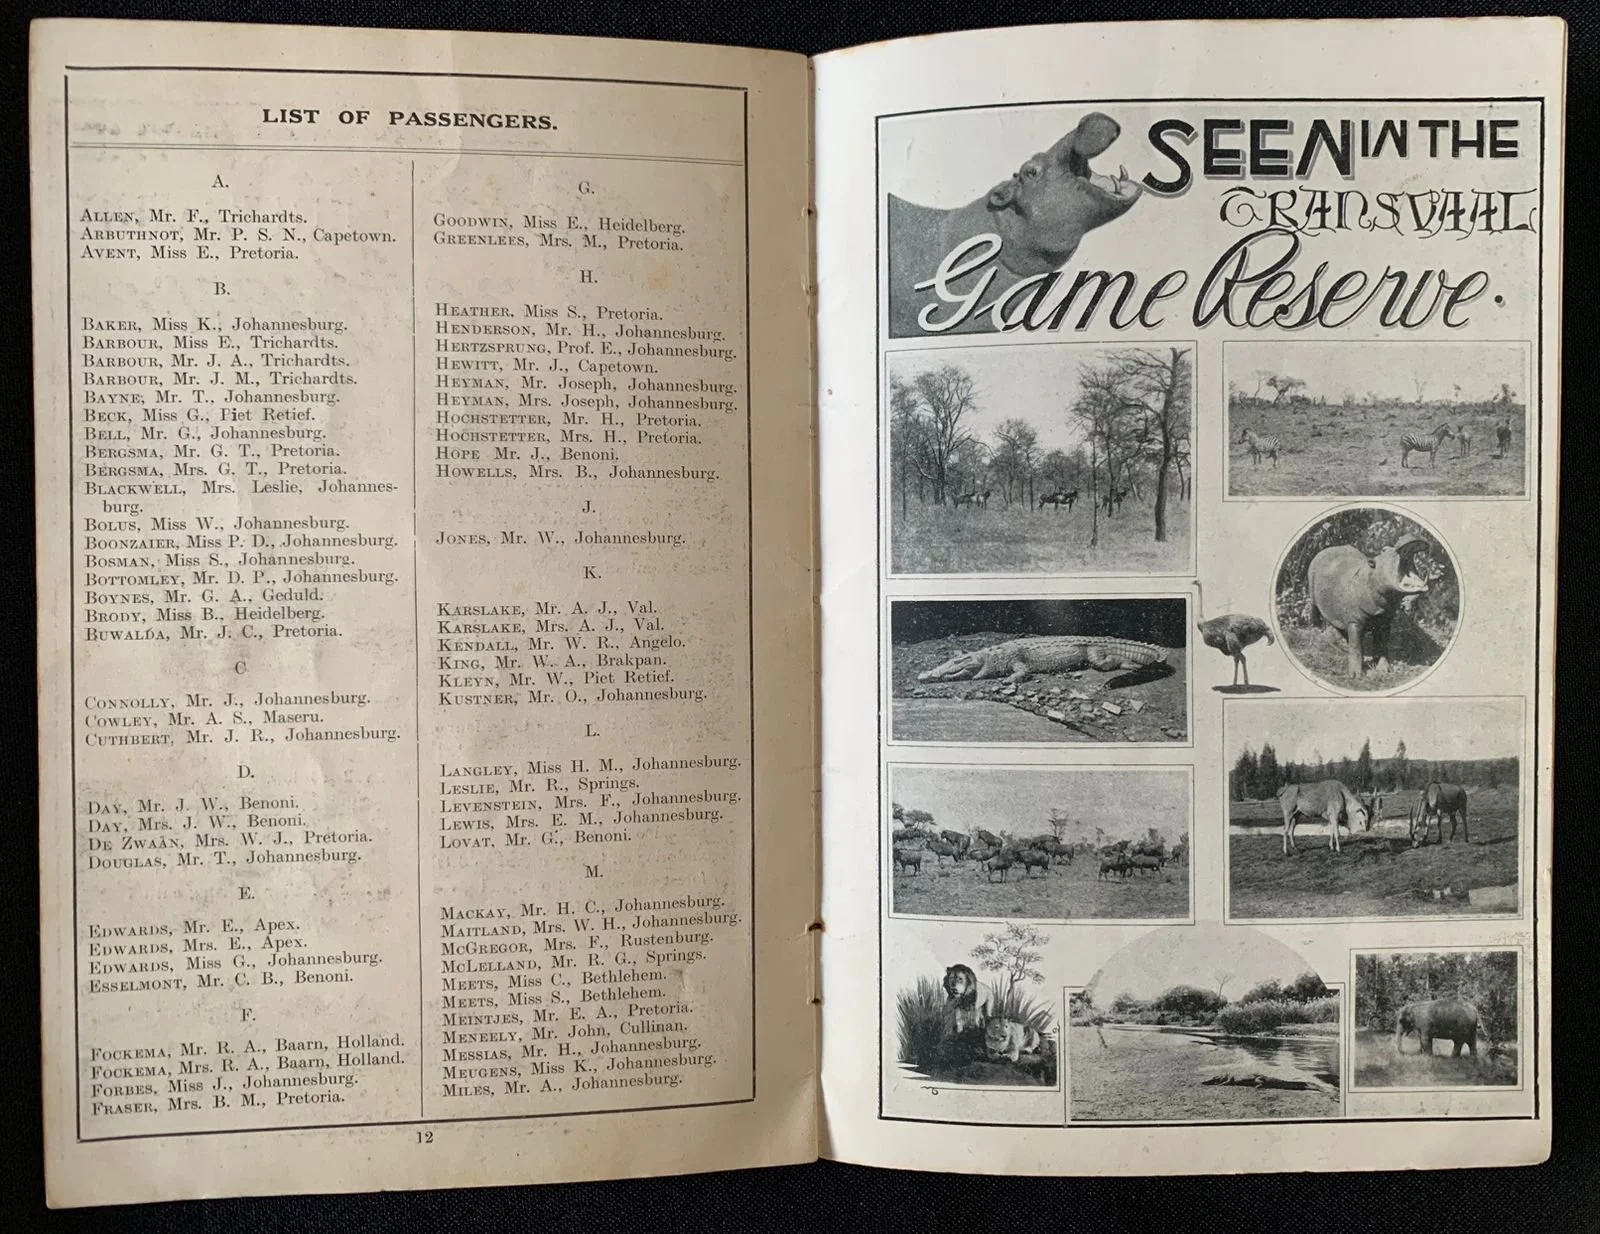 LIST OF PASSENGERS.
A.
ALLEN, Mr. F., Trichardts.
ARBUTHNOT, Mr. P. S. N., Capetown.
AVENT, Miss E., Pretoria.
B.
BAKER, Miss K., Johannesburg.
BARBOUR, Miss E., Trichardts.
BARBOUR, Mr. J. A., Trichardts.
BARBOUR, Mr. J. M., Trichardts.
BAYNE, Mr. T., Johannesburg.
BECK, Miss G., Piet Retief.
BELL, Mr. G., Johannesburg.
BERGSMA, Mr. G. T., Pretoria.
BERGSMA, Mrs. G. T., Pretoria.
BLACKWELL, Mrs. Leslie, Johannes-
burg.
BOLUS, Miss W., Johannesburg.
BOONZAIER, Miss P. D., Johannesburg.
BOSMAN, Miss S., Johannesburg.
BOTTOMLEY, Mr. D. P., Johannesburg.
BOYNES, Mr. G. A., Geduld.
BRODY, Miss B., Heidelberg.
BUWALDA, Mr. J. C., Pretoria.
C
CONNOLLY, Mr. J., Johannesburg.
COWLEY, Mr. A. S., Maseru.
CUTHBERT, Mr. J. R., Johannesburg.
D.
DAY, Mr. J. W., Benoni.
DAY, Mrs. J. W., Benoni.
DE ZWAAN, Mrs. W. J., Pretoria.
DOUGLAS, Mr. T., Johannesburg.
E.
EDWARDS, Mr. E., Apex.
EDWARDS, Mrs. E., Apex.
EDWARDS, Miss G., Johannesburg.
ESSELMONT, Mr. C. B., Benoni.
F.
FOCKEMA, Mr. R. A., Baarn, Holland.
FOCKEMA, Mrs. R. A., Baarn, Holland.
FORBES, Miss J., Johannesburg.
FRASER, Mrs. B. M., Pretoria.
G.
GOODWIN, Miss E., Heidelberg.
GREENLEES, Mrs. M., Pretoria.
H.
HEATHER, Miss S., Pretoria.
HENDERSON, Mr. H., Johannesburg.
HERTZSPRUNG, Prof. E., Johannesburg.
HEWITT, Mr. J., Capetown.
HEYMAN, Mr. Joseph, Johannesburg.
HEYMAN, Mrs. Joseph, Johannesburg.
HOCHSTETTER, Mr. H., Pretoria.
HOCHSTETTER, Mrs. H., Pretoria.
HOPE Mr. J., Benoni.
HOWELLS, Mrs. B., Johannesburg.
J.
JONES, Mr. W., Johannesburg.
K.
KARSLAKE, Mr. A. J., Val.
KARSLAKE, Mrs. A. J., Val.
KENDALL, Mr. W. R., Angelo.
KING, Mr. W. A., Brakpan.
KLEYN, Mr. W., Piet Retief.
KUSTNER, Mr. O., Johannesburg.
L.
LANGLEY, Miss H. M., Johannesburg.
LESLIE, Mr. R., Springs.
LEVENSTEIN, Mrs. F., Johannesburg.
LEWIS, Mrs. E. M., Johannesburg.
LOVAT, Mr. G., Benoni.
M.
MACKAY, Mr. H. C., Johannesburg.
MAITLAND, Mrs. W. H., Johannesburg.
MCGREGOR, Mrs. F., Rustenburg.
MCLELLAND, Mr. R. G., Springs.
MEETS, Miss C., Bethlehem.
MEETS, Miss S., Bethlehem.
MEINTJES, Mr. E. A., Pretoria.
MENEELY, Mr. John, Cullinan.
MESSIAS, Mr. H., Johannesburg.
MEUGENS, Miss K., Johannesburg.
MILES, Mr. A., Johannesburg.
12
SEEN IN THE
TRANSVAAL
Game Reserve.